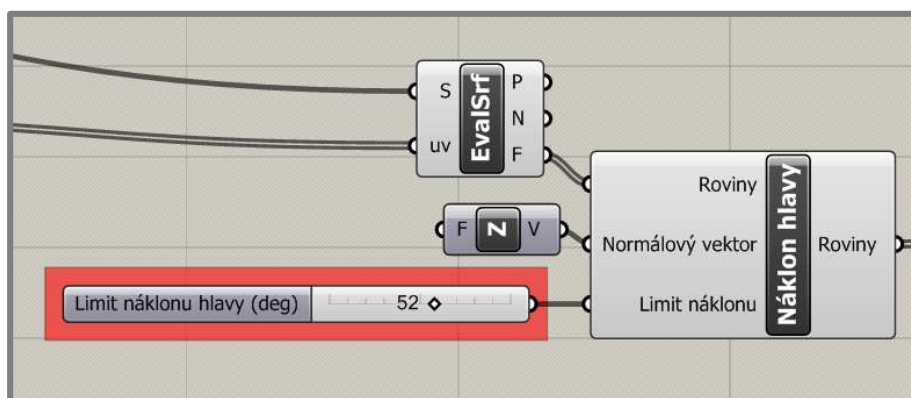 S
uv
EvalSrf
P
N
F
F
Z
V
Roviny
Normálový vektor
Limit náklonu
Náklon hlavy
Roviny
Limit náklonu hlavy (deg)
52